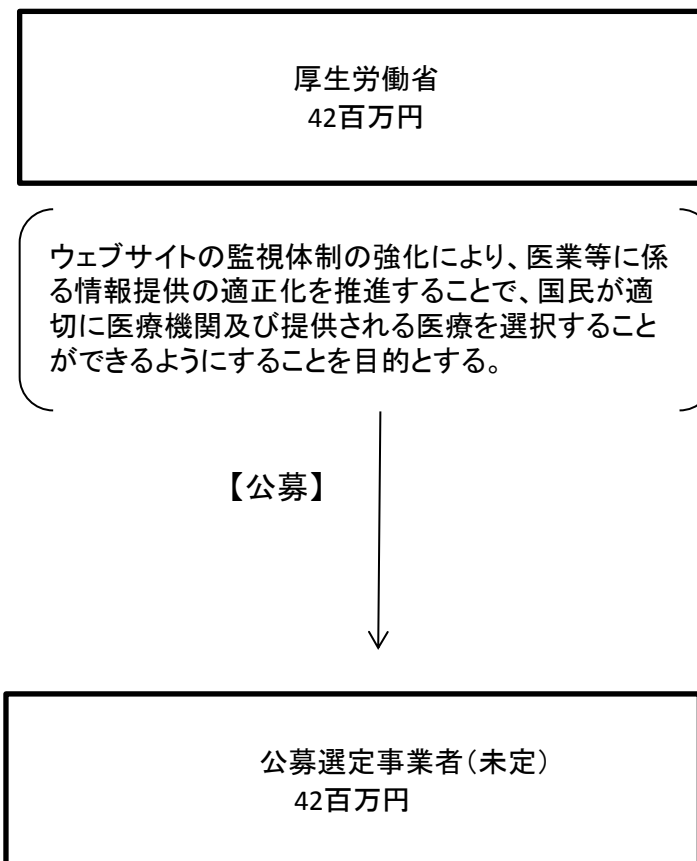 厚生労働省
42百万円
ウェブサイトの監視体制の強化により、医業等に係
る情報提供の適正化を推進することで、国民が適
切に医療機関及び提供される医療を選択すること
ができるようにすることを目的とする。
【公募】
公募選定事業者(未定)
42百万円